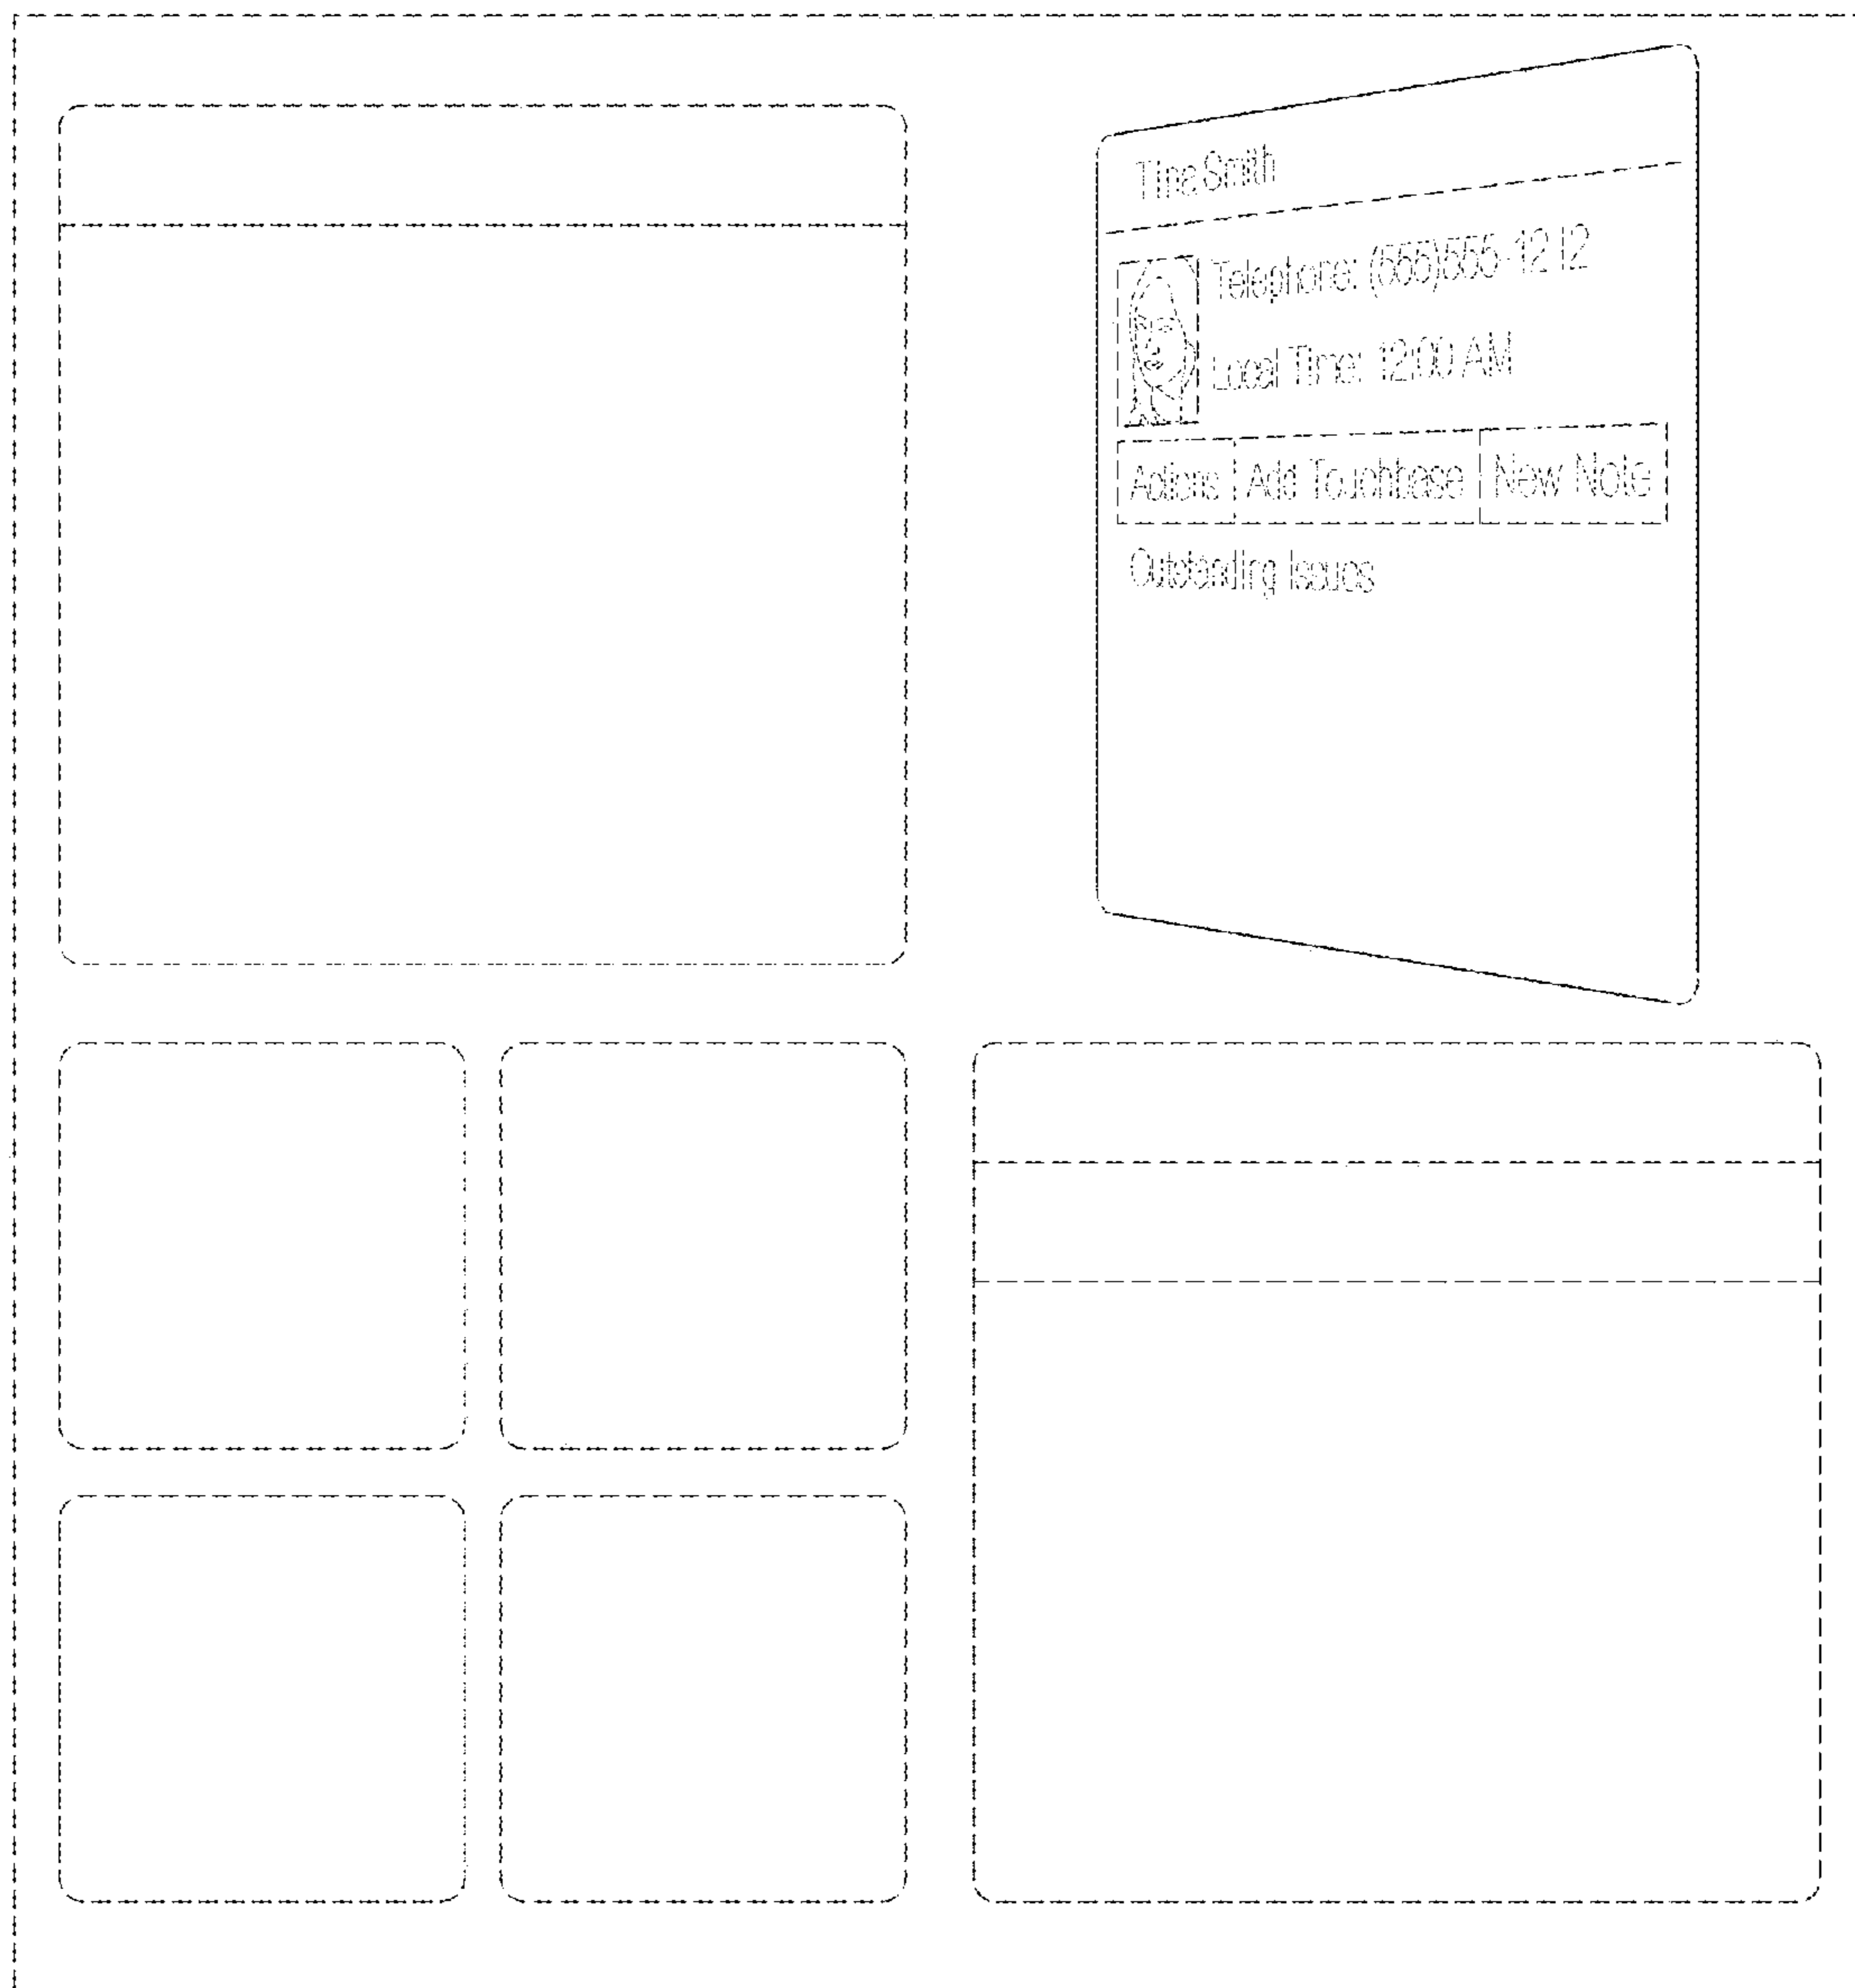 Tina Smith
Telephone: (555)555-1212
Local Time: 12:00 AM
Actions Add Touchbase New Note
Outstanding Issues